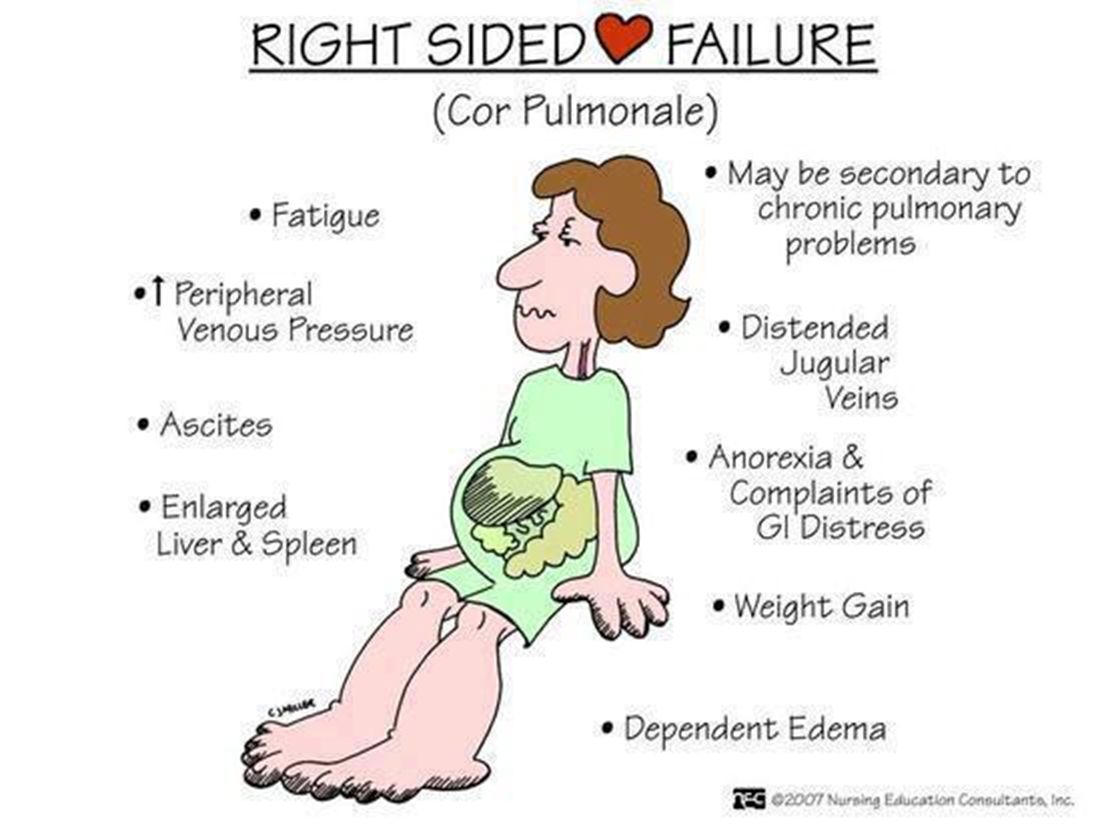 RIGHT SIDED FAILURE
(Cor Pulmonale)
• Fatigue
• ↑ Peripheral
Venous Pressure
• Ascites
• Enlarged
Liver & Spleen
• May be secondary to
chronic pulmonary
problems
• Distended
Jugular
Veins
• Anorexia &
Complaints of
GI Distress
• Weight Gain
• Dependent Edema
C J MILLER
NEC ©2007 Nursing Education Consultants, Inc.